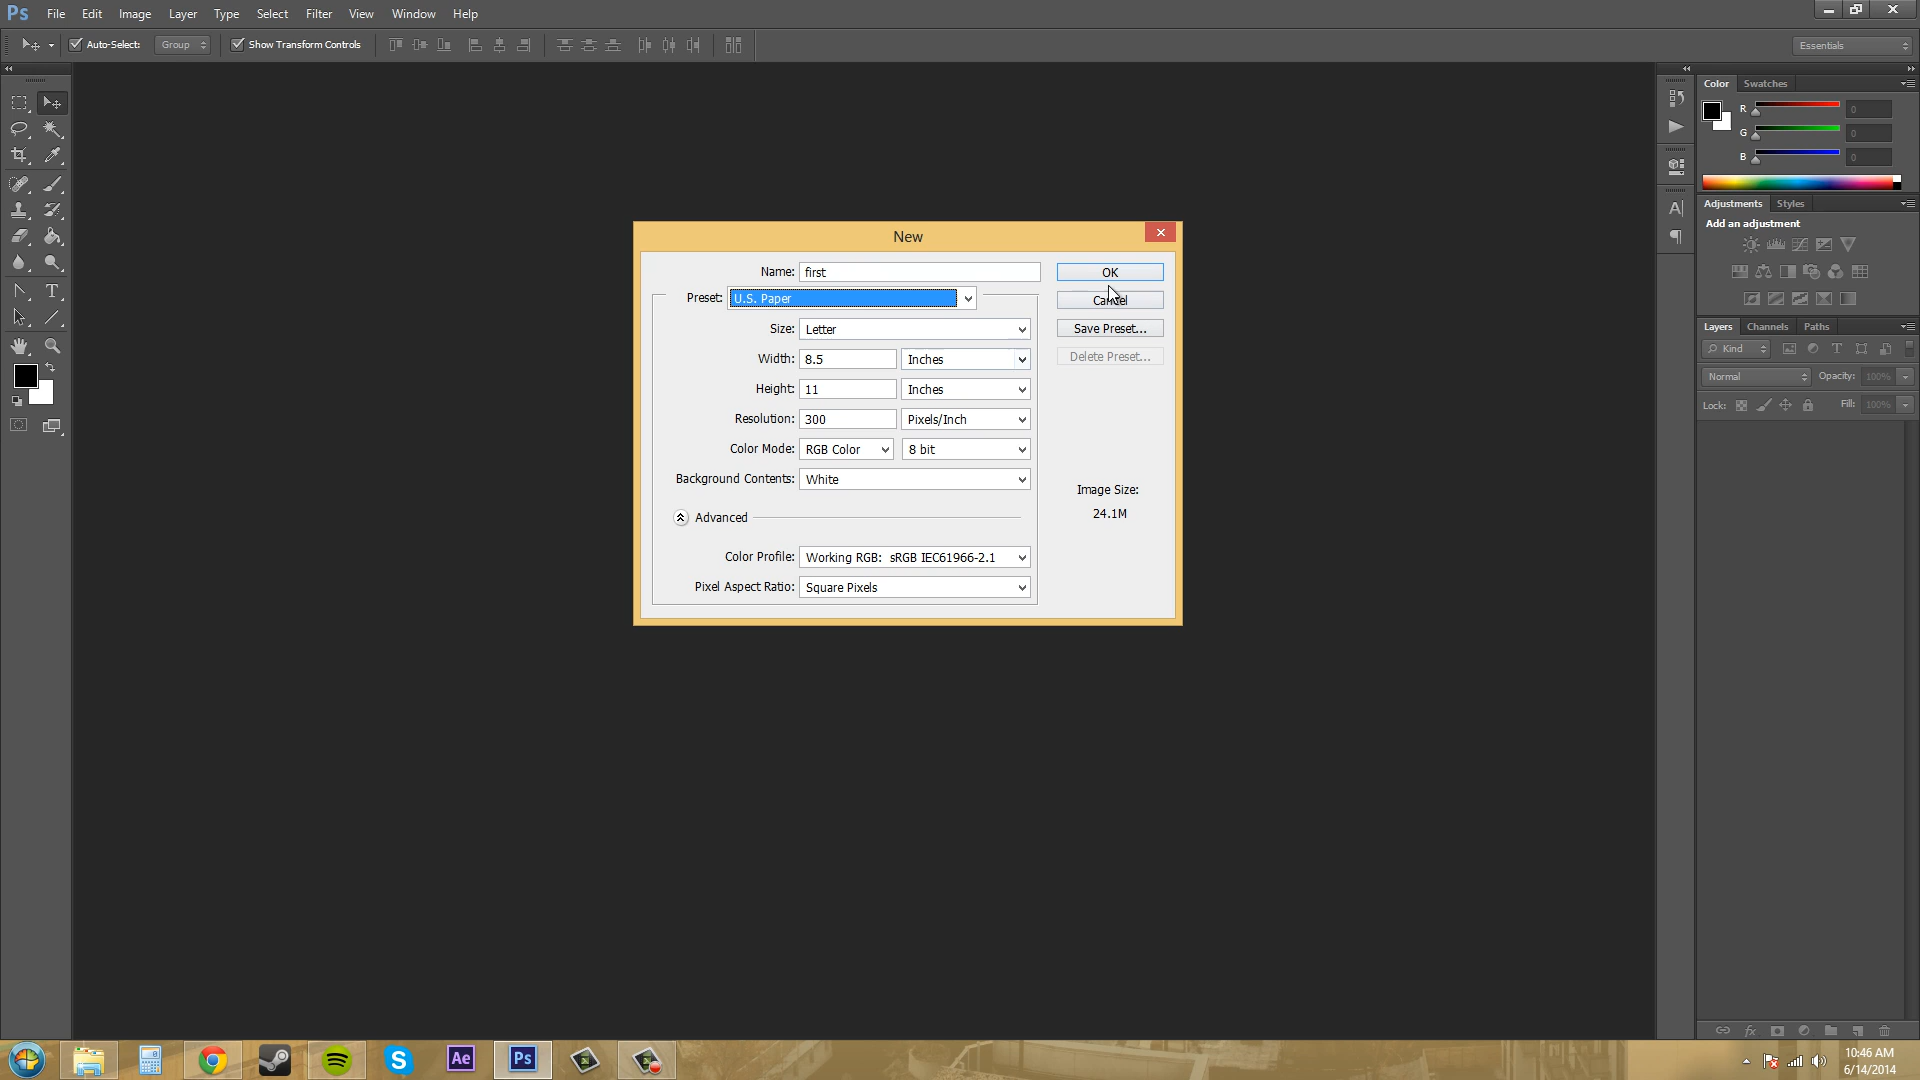 Ps File Edit Image Layer Type Select Filter View Window Help
Auto-Select: Group Show Transform Controls Essentials
Color Swatches
R 0
G 0
B 0
Adjustments Styles
Add an adjustment
Layers Channels Paths
Kind
Normal Opacity: 100%
Lock: Fill: 100%
New
Name: first OK
Preset: U.S. Paper Cancel
Size: Letter Save Preset...
Width: 8.5 Inches Delete Preset...
Height: 11 Inches
Resolution: 300 Pixels/Inch
Color Mode: RGB Color 8 bit
Background Contents: White Image Size:
24.1M
Advanced
Color Profile: Working RGB: sRGB IEC61966-2.1
Pixel Aspect Ratio: Square Pixels
Ae Ps
10:46 AM
6/14/2014